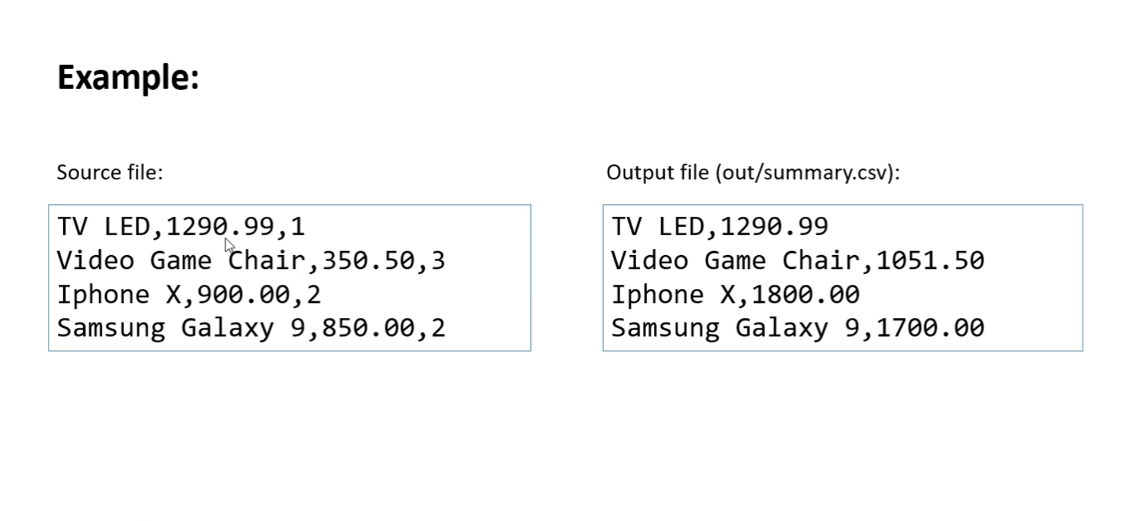 Example:
Source file:
TV LED,1290.99,1
Video Game Chair,350.50,3
Iphone X,900.00,2
Samsung Galaxy 9,850.00,2
Output file (out/summary.csv):
TV LED,1290.99
Video Game Chair,1051.50
Iphone X,1800.00
Samsung Galaxy 9,1700.00